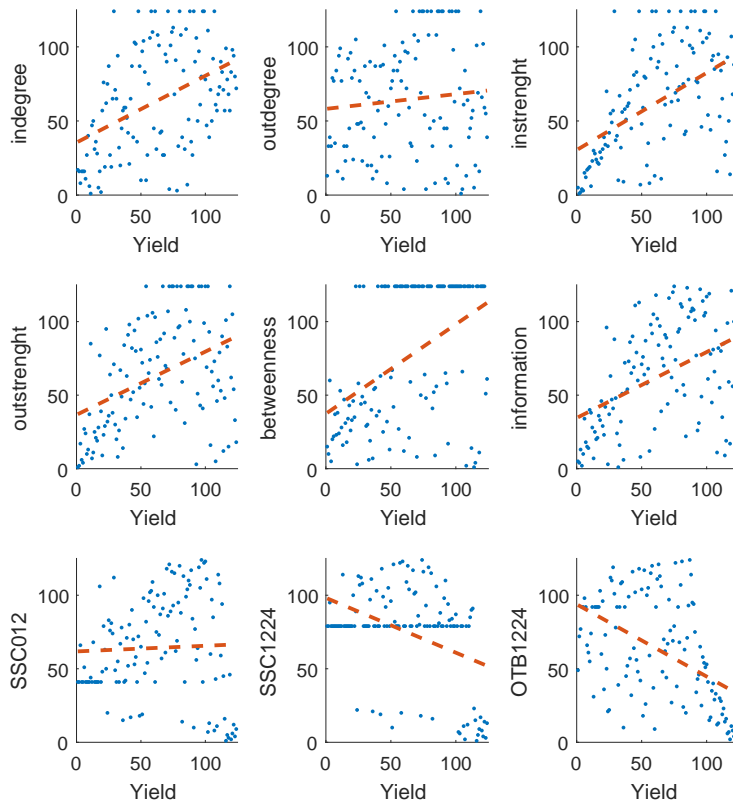 indegree
100
50
0
0 50 100
Yield
outdegree
100
50
0
0 50 100
Yield
instrenght
100
50
0
0 50 100
Yield
outstrenght
100
50
0
0 50 100
Yield
betweenness
100
50
0
0 50 100
Yield
information
100
50
0
0 50 100
Yield
SSC012
100
50
0
0 50 100
Yield
SSC1224
100
50
0
0 50 100
Yield
OTB1224
100
50
0
0 50 100
Yield